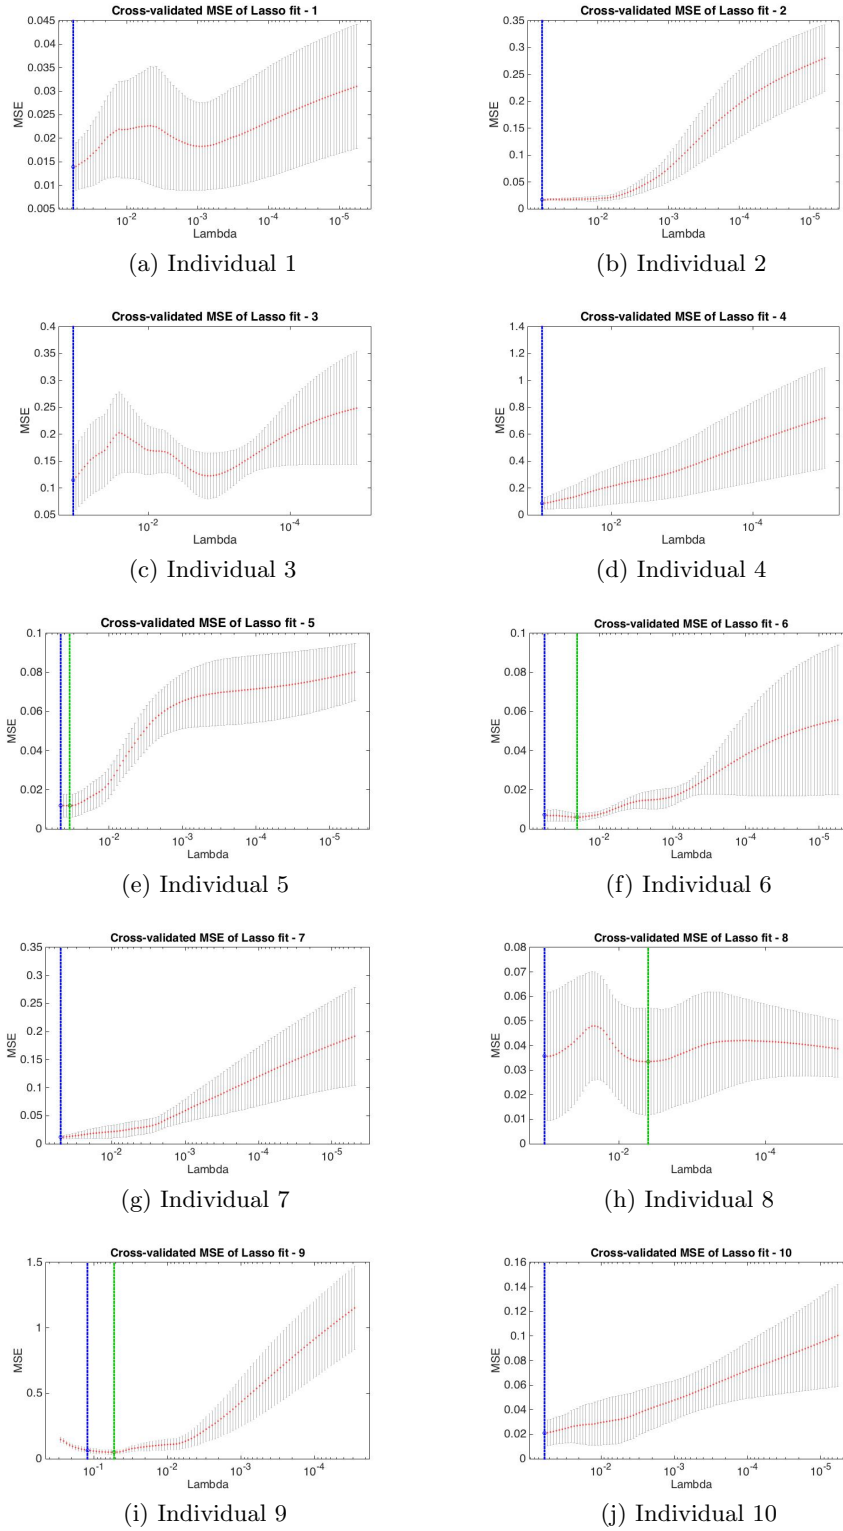 Cross-validated MSE of Lasso fit - 1
0.045
0.04
0.035
0.03
0.025
0.02
0.015
0.01
0.005
MSE
10-2 10-3 10-4 10-5
Lambda
(a) Individual 1
Cross-validated MSE of Lasso fit - 2
0.35
0.3
0.25
0.2
0.15
0.1
0.05
0
MSE
10-2 10-3 10-4 10-5
Lambda
(b) Individual 2
Cross-validated MSE of Lasso fit - 3
0.4
0.35
0.3
0.25
0.2
0.15
0.1
0.05
MSE
10-2 10-4
Lambda
(c) Individual 3
Cross-validated MSE of Lasso fit - 4
1.4
1.2
1
0.8
0.6
0.4
0.2
0
MSE
10-2 10-4
Lambda
(d) Individual 4
Cross-validated MSE of Lasso fit - 5
0.1
0.08
0.06
0.04
0.02
0
MSE
10-2 10-3 10-4 10-5
Lambda
(e) Individual 5
Cross-validated MSE of Lasso fit - 6
0.1
0.08
0.06
0.04
0.02
0
MSE
10-2 10-3 10-4 10-5
Lambda
(f) Individual 6
Cross-validated MSE of Lasso fit - 7
0.35
0.3
0.25
0.2
0.15
0.1
0.05
0
MSE
10-2 10-3 10-4 10-5
Lambda
(g) Individual 7
Cross-validated MSE of Lasso fit - 8
0.08
0.07
0.06
0.05
0.04
0.03
0.02
0.01
0
MSE
10-2 10-4
Lambda
(h) Individual 8
Cross-validated MSE of Lasso fit - 9
1.5
1
0.5
0
MSE
10-1 10-2 10-3 10-4
Lambda
(i) Individual 9
Cross-validated MSE of Lasso fit - 10
0.16
0.14
0.12
0.1
0.08
0.06
0.04
0.02
0
MSE
10-2 10-3 10-4 10-5
Lambda
(j) Individual 10